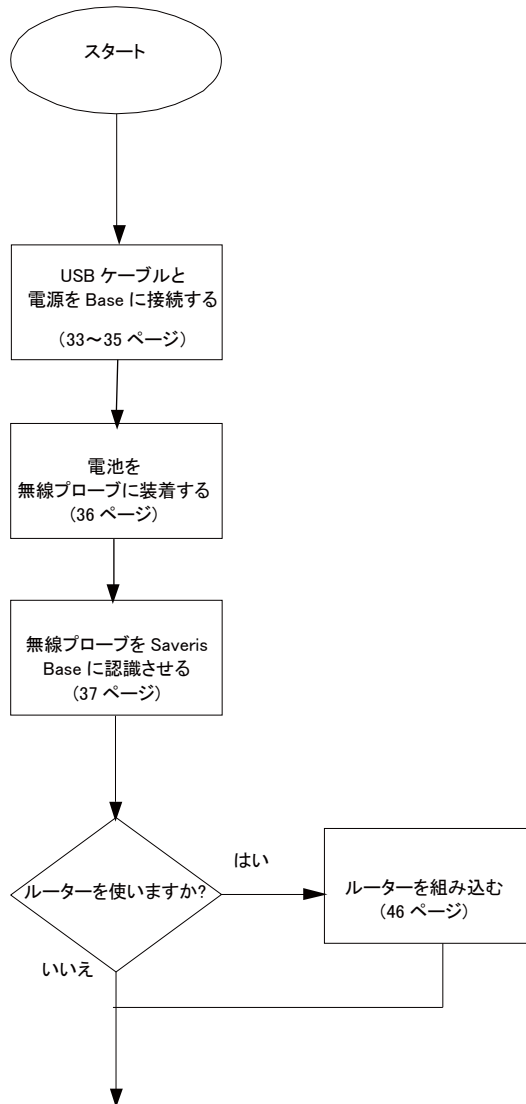 スタート
USB ケーブルと
電源を Base に接続する
(33～35 ページ)
電池を
無線プローブに装着する
(36 ページ)
無線プローブを Saveris
Base に認識させる
(37 ページ)
ルーターを使いますか?
はい
ルーターを組み込む
(46 ページ)
いいえ